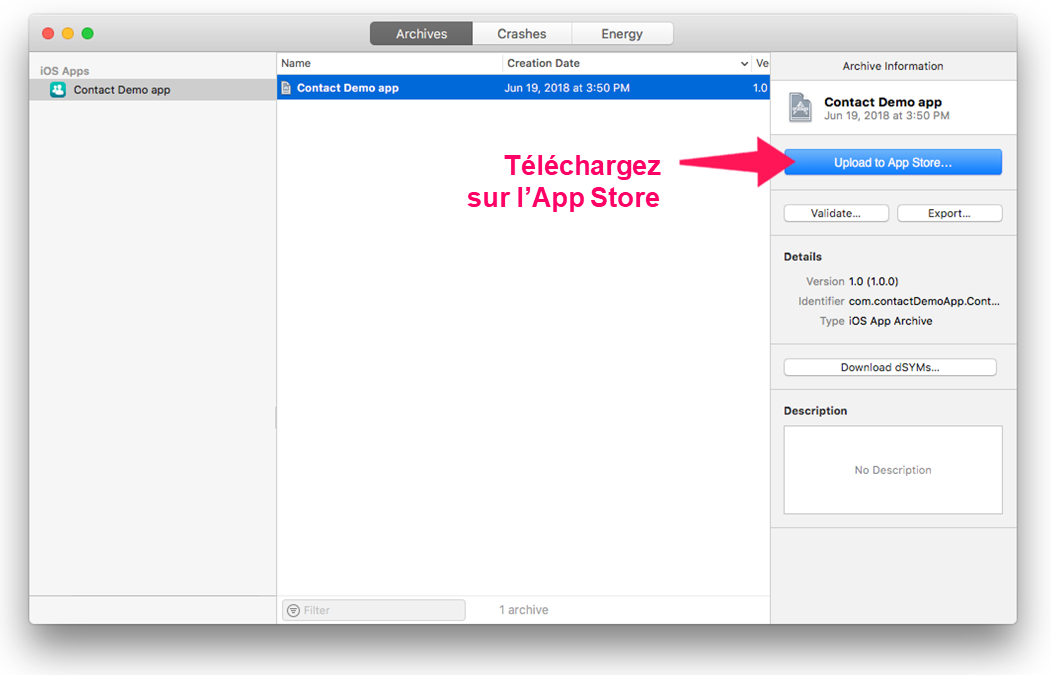 Archives Crashes Energy
iOS Apps
Contact Demo app
Name Creation Date Ve
Contact Demo app Jun 19, 2018 at 3:50 PM 1.0
Téléchargez
sur l’App Store
Filter 1 archive
Archive Information
Contact Demo app
Jun 19, 2018 at 3:50 PM
Upload to App Store...
Validate... Export...
Details
Version 1.0 (1.0.0)
Identifier com.contactDemoApp.Cont...
Type iOS App Archive
Download dSYMs...
Description
No Description